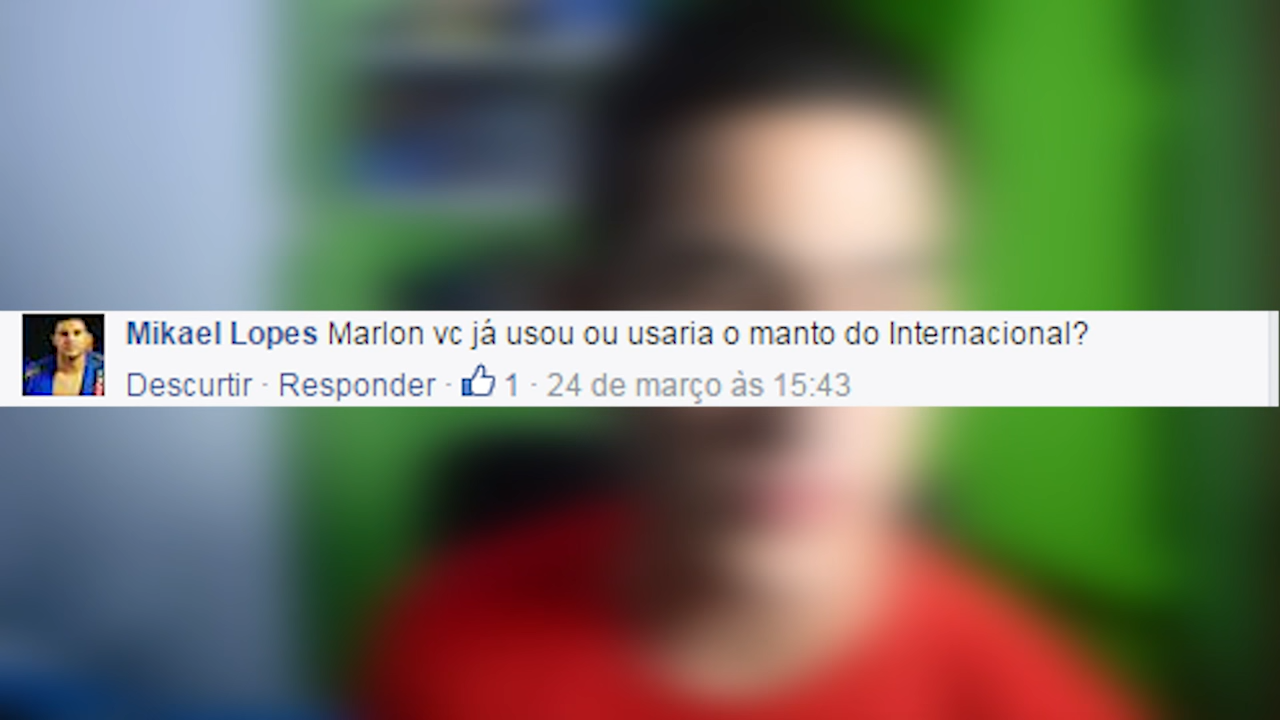 Mikael Lopes Marlon vc já usou ou usaria o manto do Internacional?
Descurtir · Responder · 1 · 24 de março às 15:43